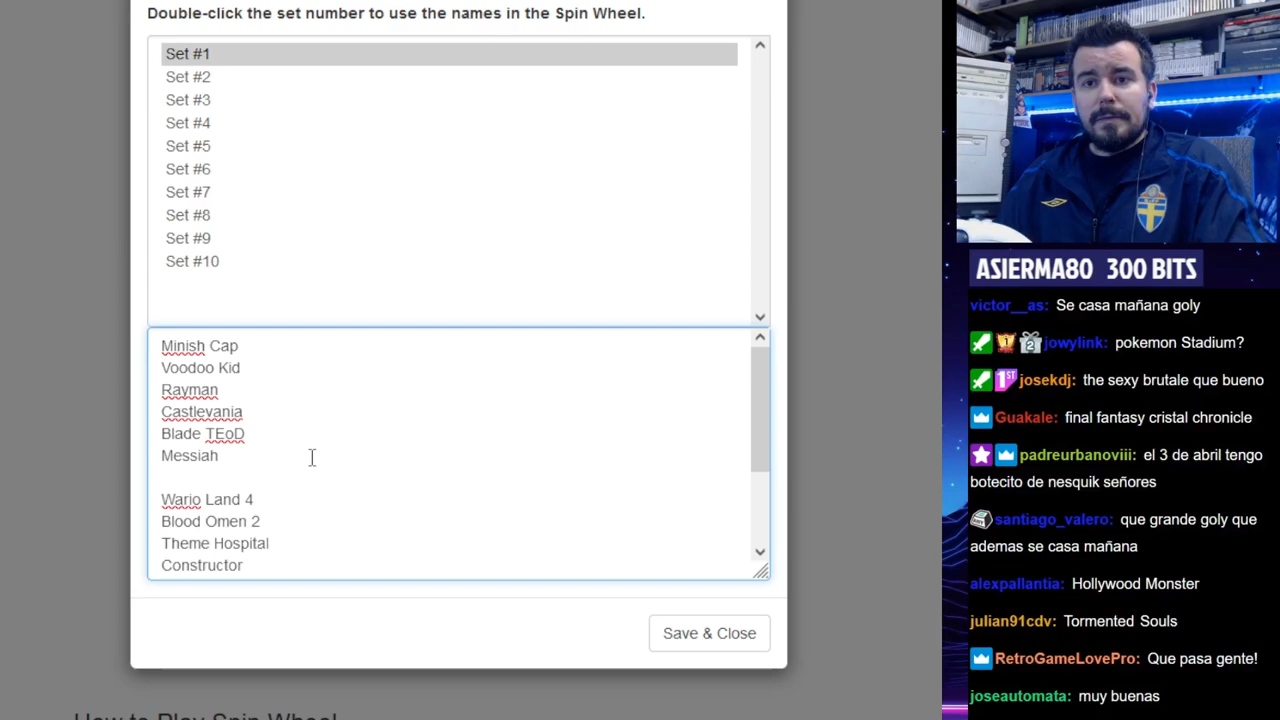 Double-click the set number to use the names in the Spin Wheel.
Set #1
Set #2
Set #3
Set #4
Set #5
Set #6
Set #7
Set #8
Set #9
Set #10
Minish Cap
Voodoo Kid
Rayman
Castlevania
Blade TEoD
Messiah
Wario Land 4
Blood Omen 2
Theme Hospital
Constructor
Save & Close
How to Play Spin Wheel
ASIERMA80 300 BITS
victor__as: Se casa mañana goly
jowylink: pokemon Stadium?
josekdj: the sexy brutale que bueno
Guakale: final fantasy cristal chronicle
padreurbanoviii: el 3 de abril tengo
botecito de nesquik señores
santiago_valero: que grande goly que
ademas se casa mañana
alexpallantia: Hollywood Monster
julian91cdv: Tormented Souls
RetroGameLovePro: Que pasa gente!
joseautomata: muy buenas